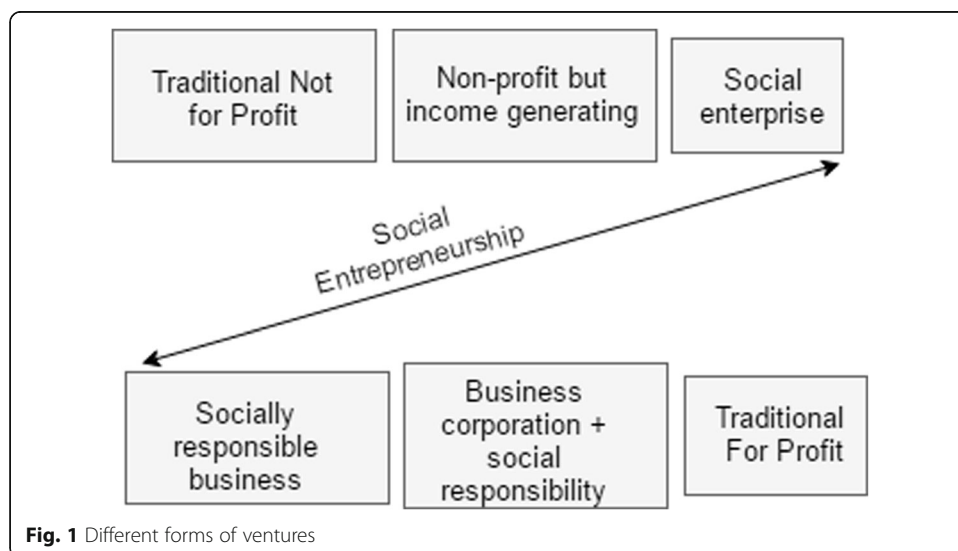 Traditional Not
for Profit
Non-profit but
income generating
Social
enterprise
Social
Entrepreneurship
Socially
responsible
business
Business
corporation +
social
responsibility
Traditional
For Profit
Fig. 1 Different forms of ventures